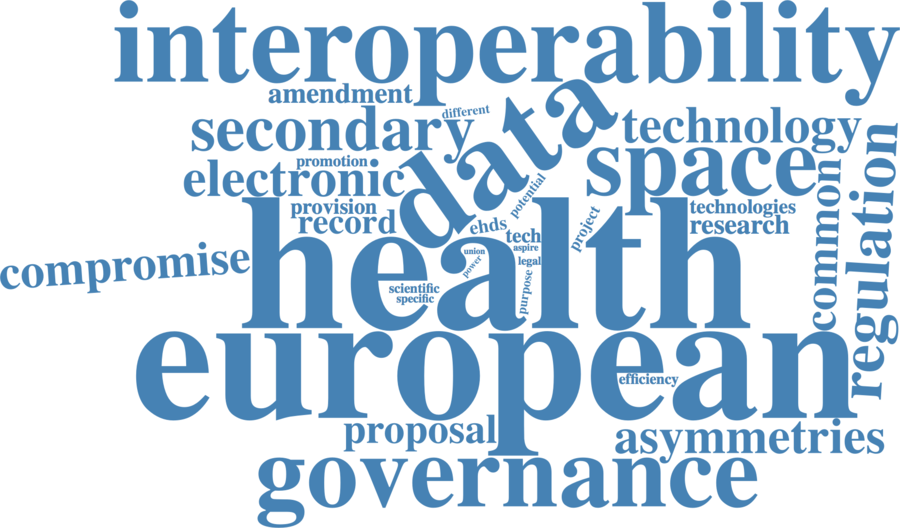 interoperability
amendment
different
secondary
data
technology
space
promotion
electronic
potential
common
regulation
provision
record
ehds
project
technologies
research
health
tech
aspire
union
power
legal
compromise
scientific
specific
purpose
european
efficiency
proposal
asymmetries
governance